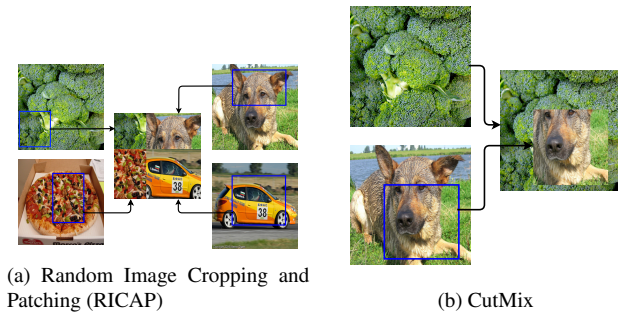 38
38
(a) Random Image Cropping and
Patching (RICAP)
(b) CutMix